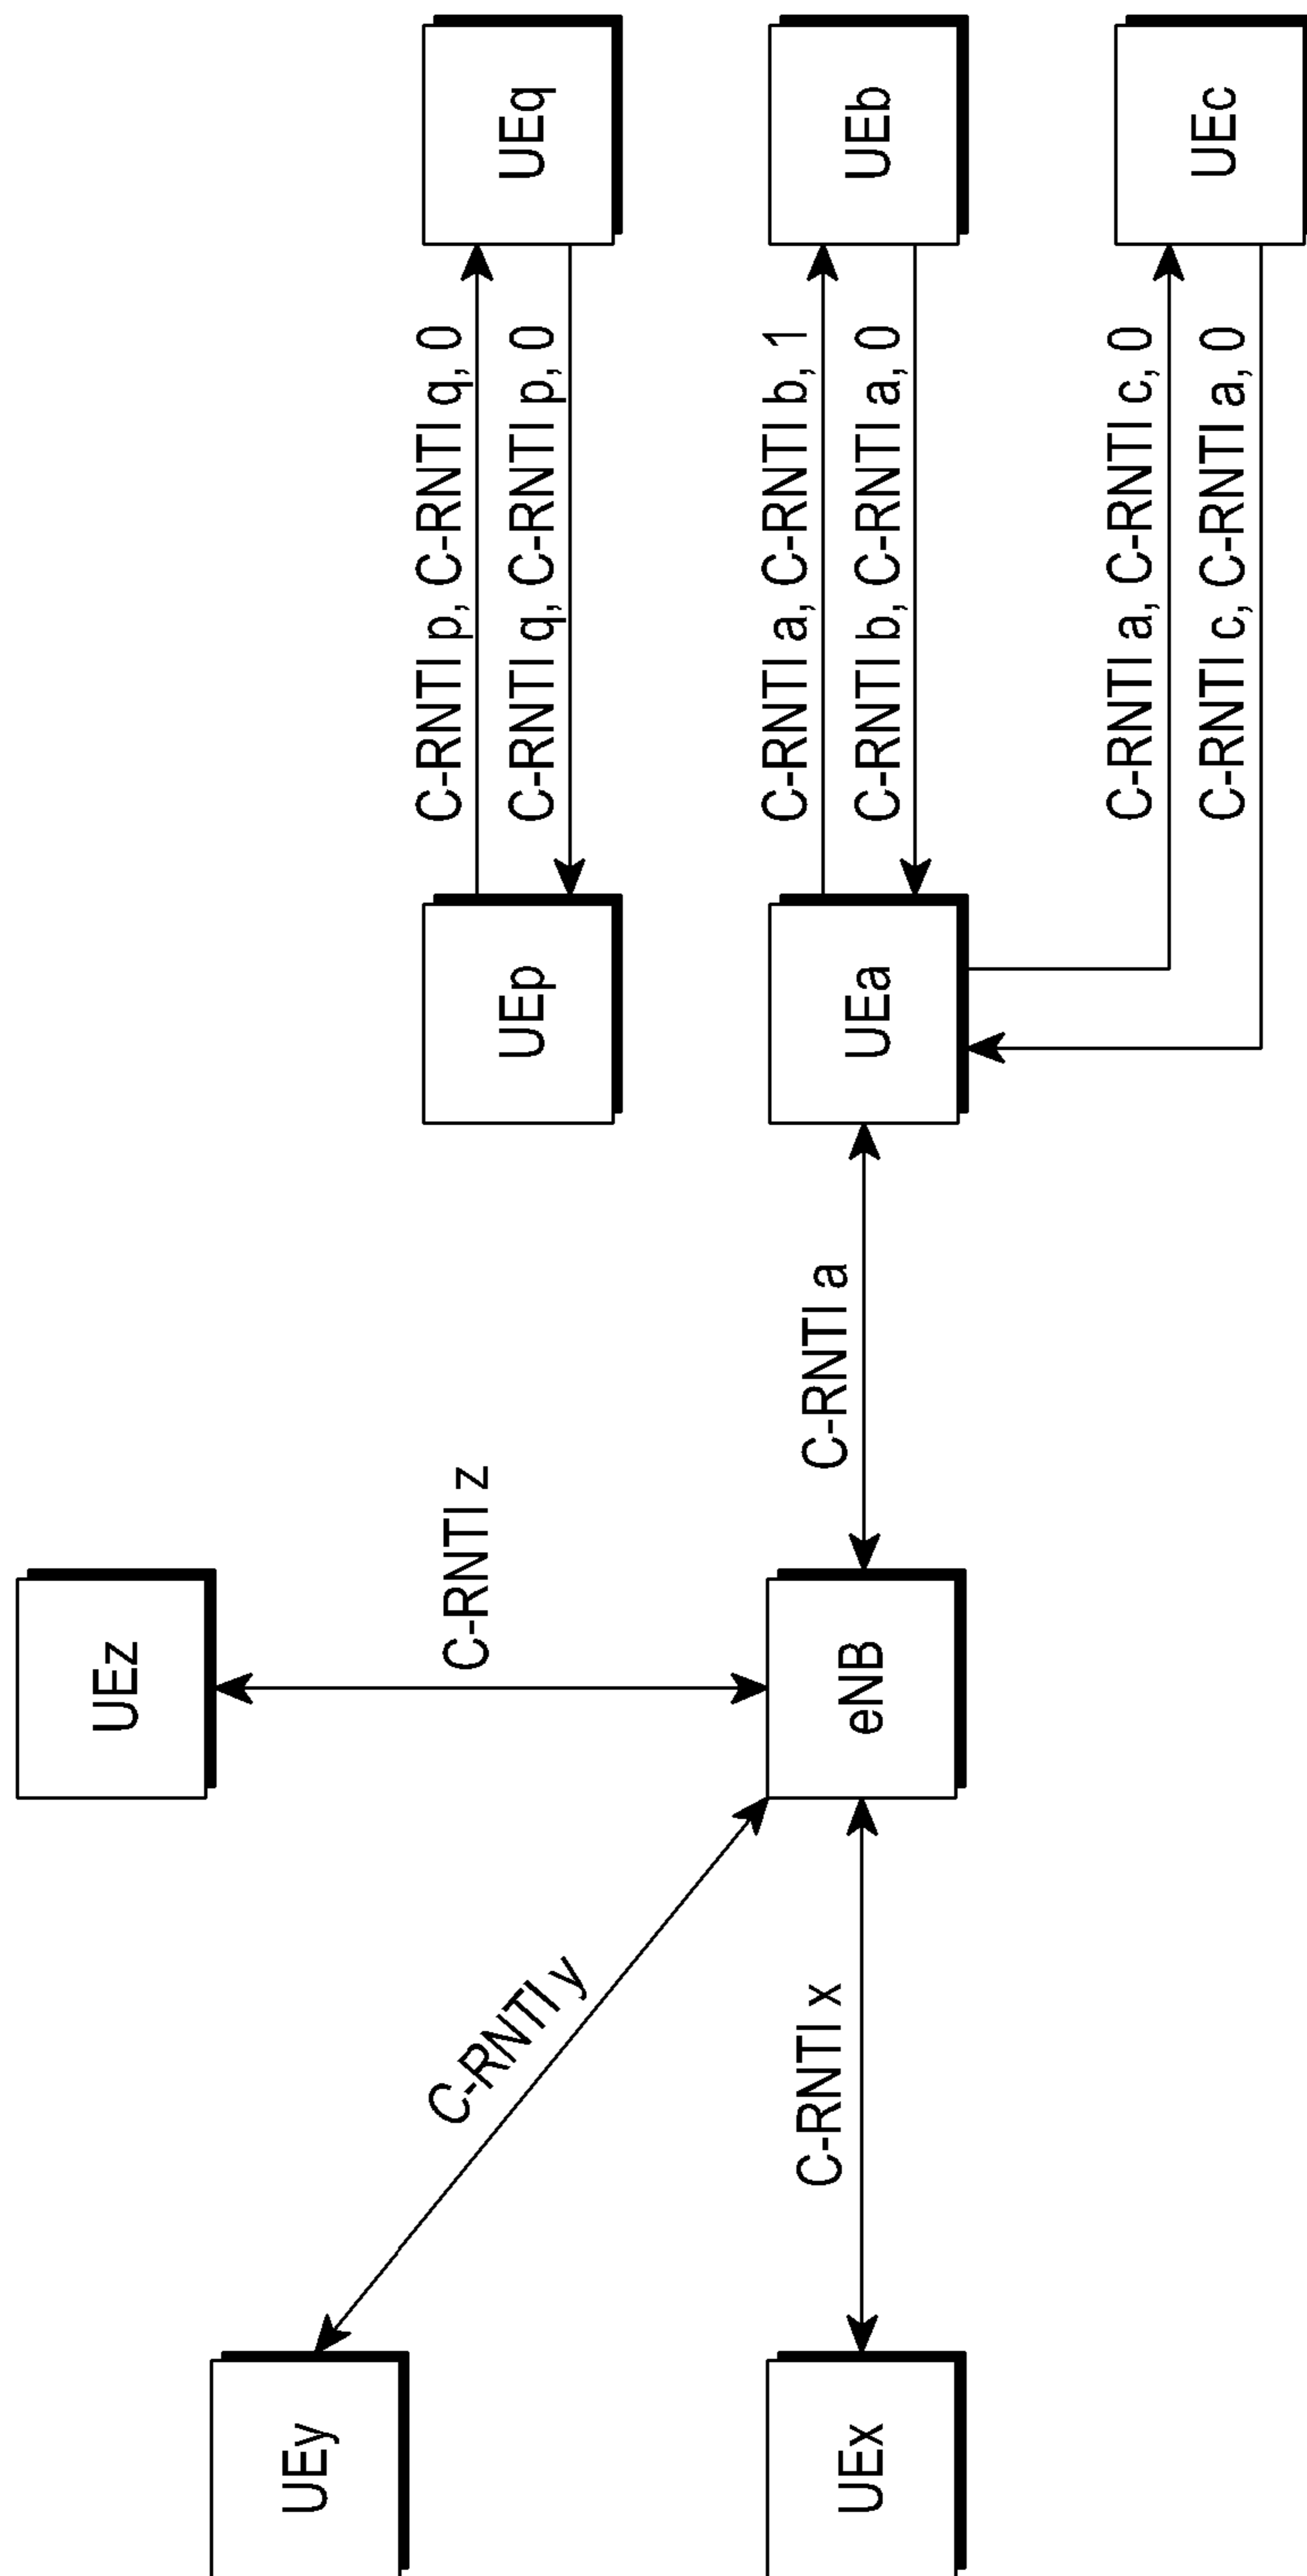 UEz
UEy
C-RNTI z
C-RNTI y
UEp
C-RNTI p, C-RNTI q, 0
C-RNTI q, C-RNTI p, 0
UEq
UEx
C-RNTI x
eNB
C-RNTI a
UEa
C-RNTI a, C-RNTI b, 1
C-RNTI b, C-RNTI a, 0
UEb
C-RNTI a, C-RNTI c, 0
C-RNTI c, C-RNTI a, 0
UEc